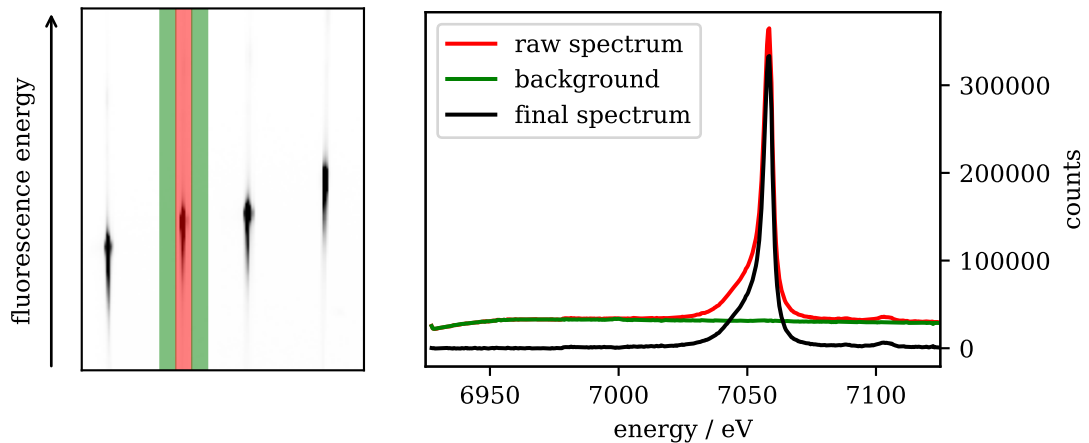 fluorescence energy
raw spectrum
background
final spectrum
300000
200000
100000
0
counts
6950 7000 7050 7100
energy / eV